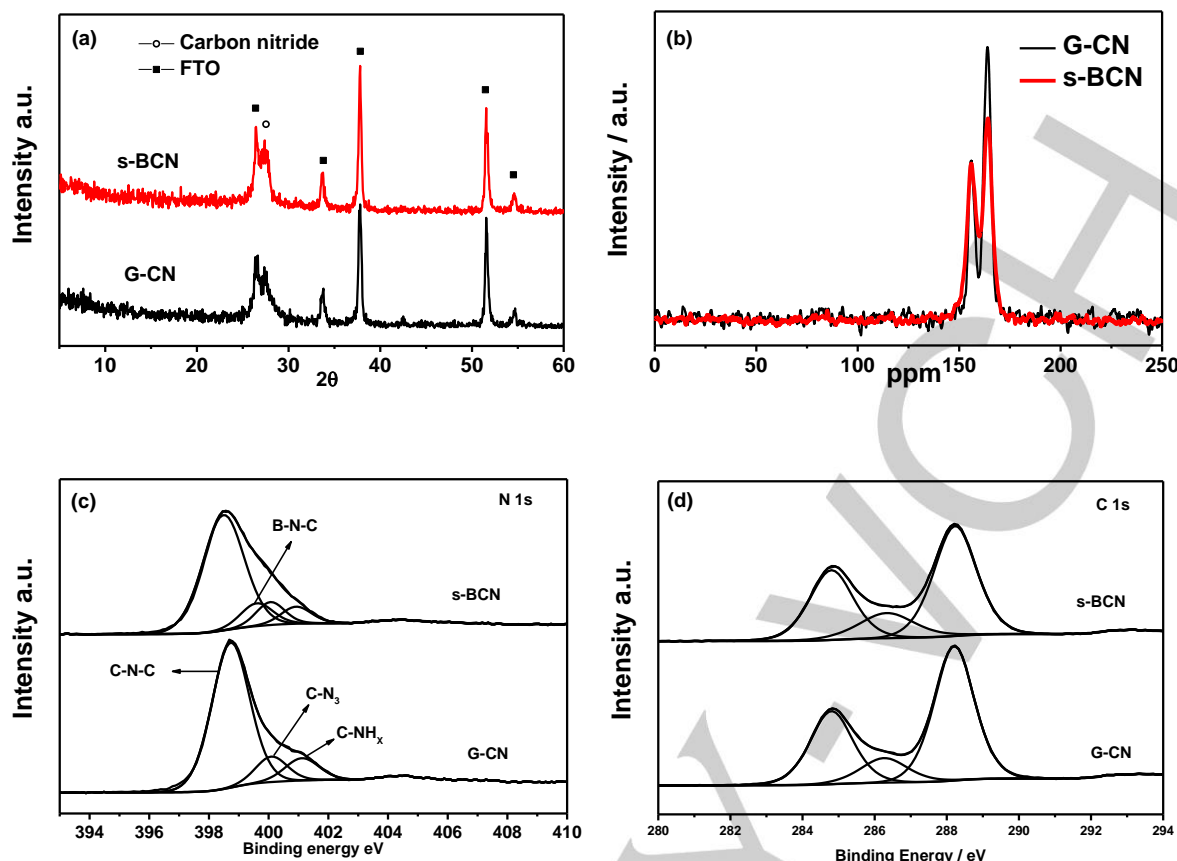 (a)
Carbon nitride
FTO
s-BCN
G-CN
Intensity a.u.
10 20 30 40 50 60
2θ
(b)
G-CN
s-BCN
Intensity / a.u.
0 50 100 150 200 250
ppm
(c)
N 1s
B-N-C
s-BCN
C-N-C
C-N₃
C-NHₓ
G-CN
Intensity a.u.
394 396 398 400 402 404 406 408 410
Binding energy eV
(d)
C 1s
s-BCN
G-CN
Intensity a.u.
280 282 284 286 288 290 292 294
Binding Energy / eV